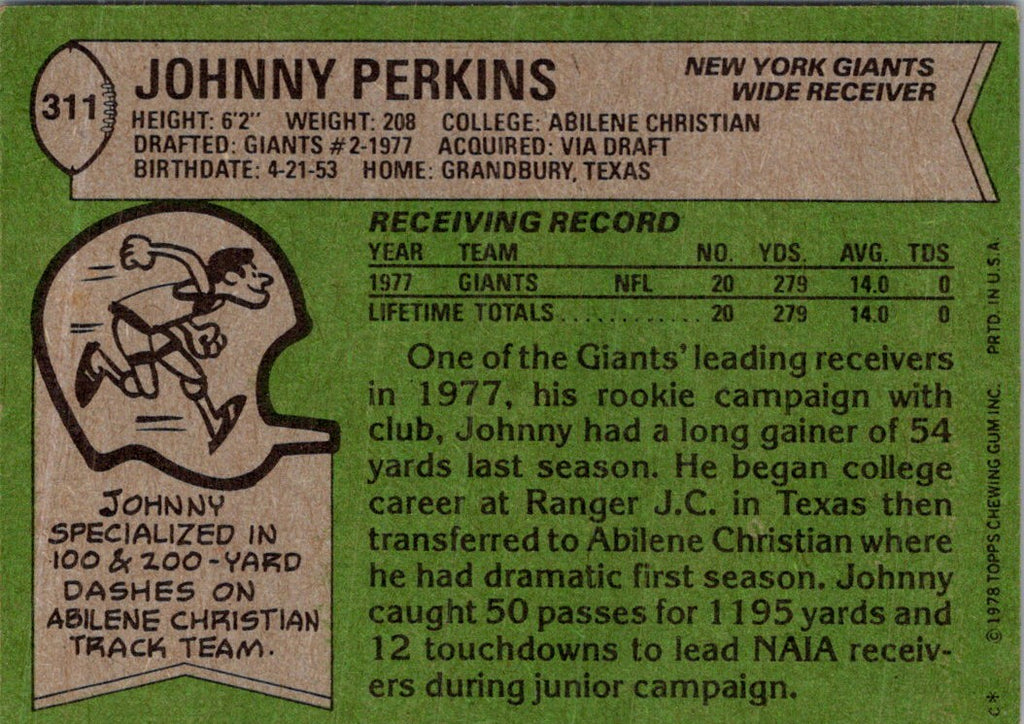 311
JOHNNY PERKINS
NEW YORK GIANTS
WIDE RECEIVER
HEIGHT: 6'2" WEIGHT: 208 COLLEGE: ABILENE CHRISTIAN
DRAFTED: GIANTS #2-1977 ACQUIRED: VIA DRAFT
BIRTHDATE: 4-21-53 HOME: GRANDBURY, TEXAS
RECEIVING RECORD
YEAR TEAM NO. YDS. AVG. TDS
1977 GIANTS NFL 20 279 14.0 0
LIFETIME TOTALS............ 20 279 14.0 0
One of the Giants' leading receivers
in 1977, his rookie campaign with
club, Johnny had a long gainer of 54
yards last season. He began college
career at Ranger J.C. in Texas then
transferred to Abilene Christian where
he had dramatic first season. Johnny
caught 50 passes for 1195 yards and
12 touchdowns to lead NAIA receiv-
ers during junior campaign.
JOHNNY
SPECIALIZED IN
100 & 200-YARD
DASHES ON
ABILENE CHRISTIAN
TRACK TEAM.
C* © 1978 TOPPS CHEWING GUM INC. PRTD. IN U.S.A.